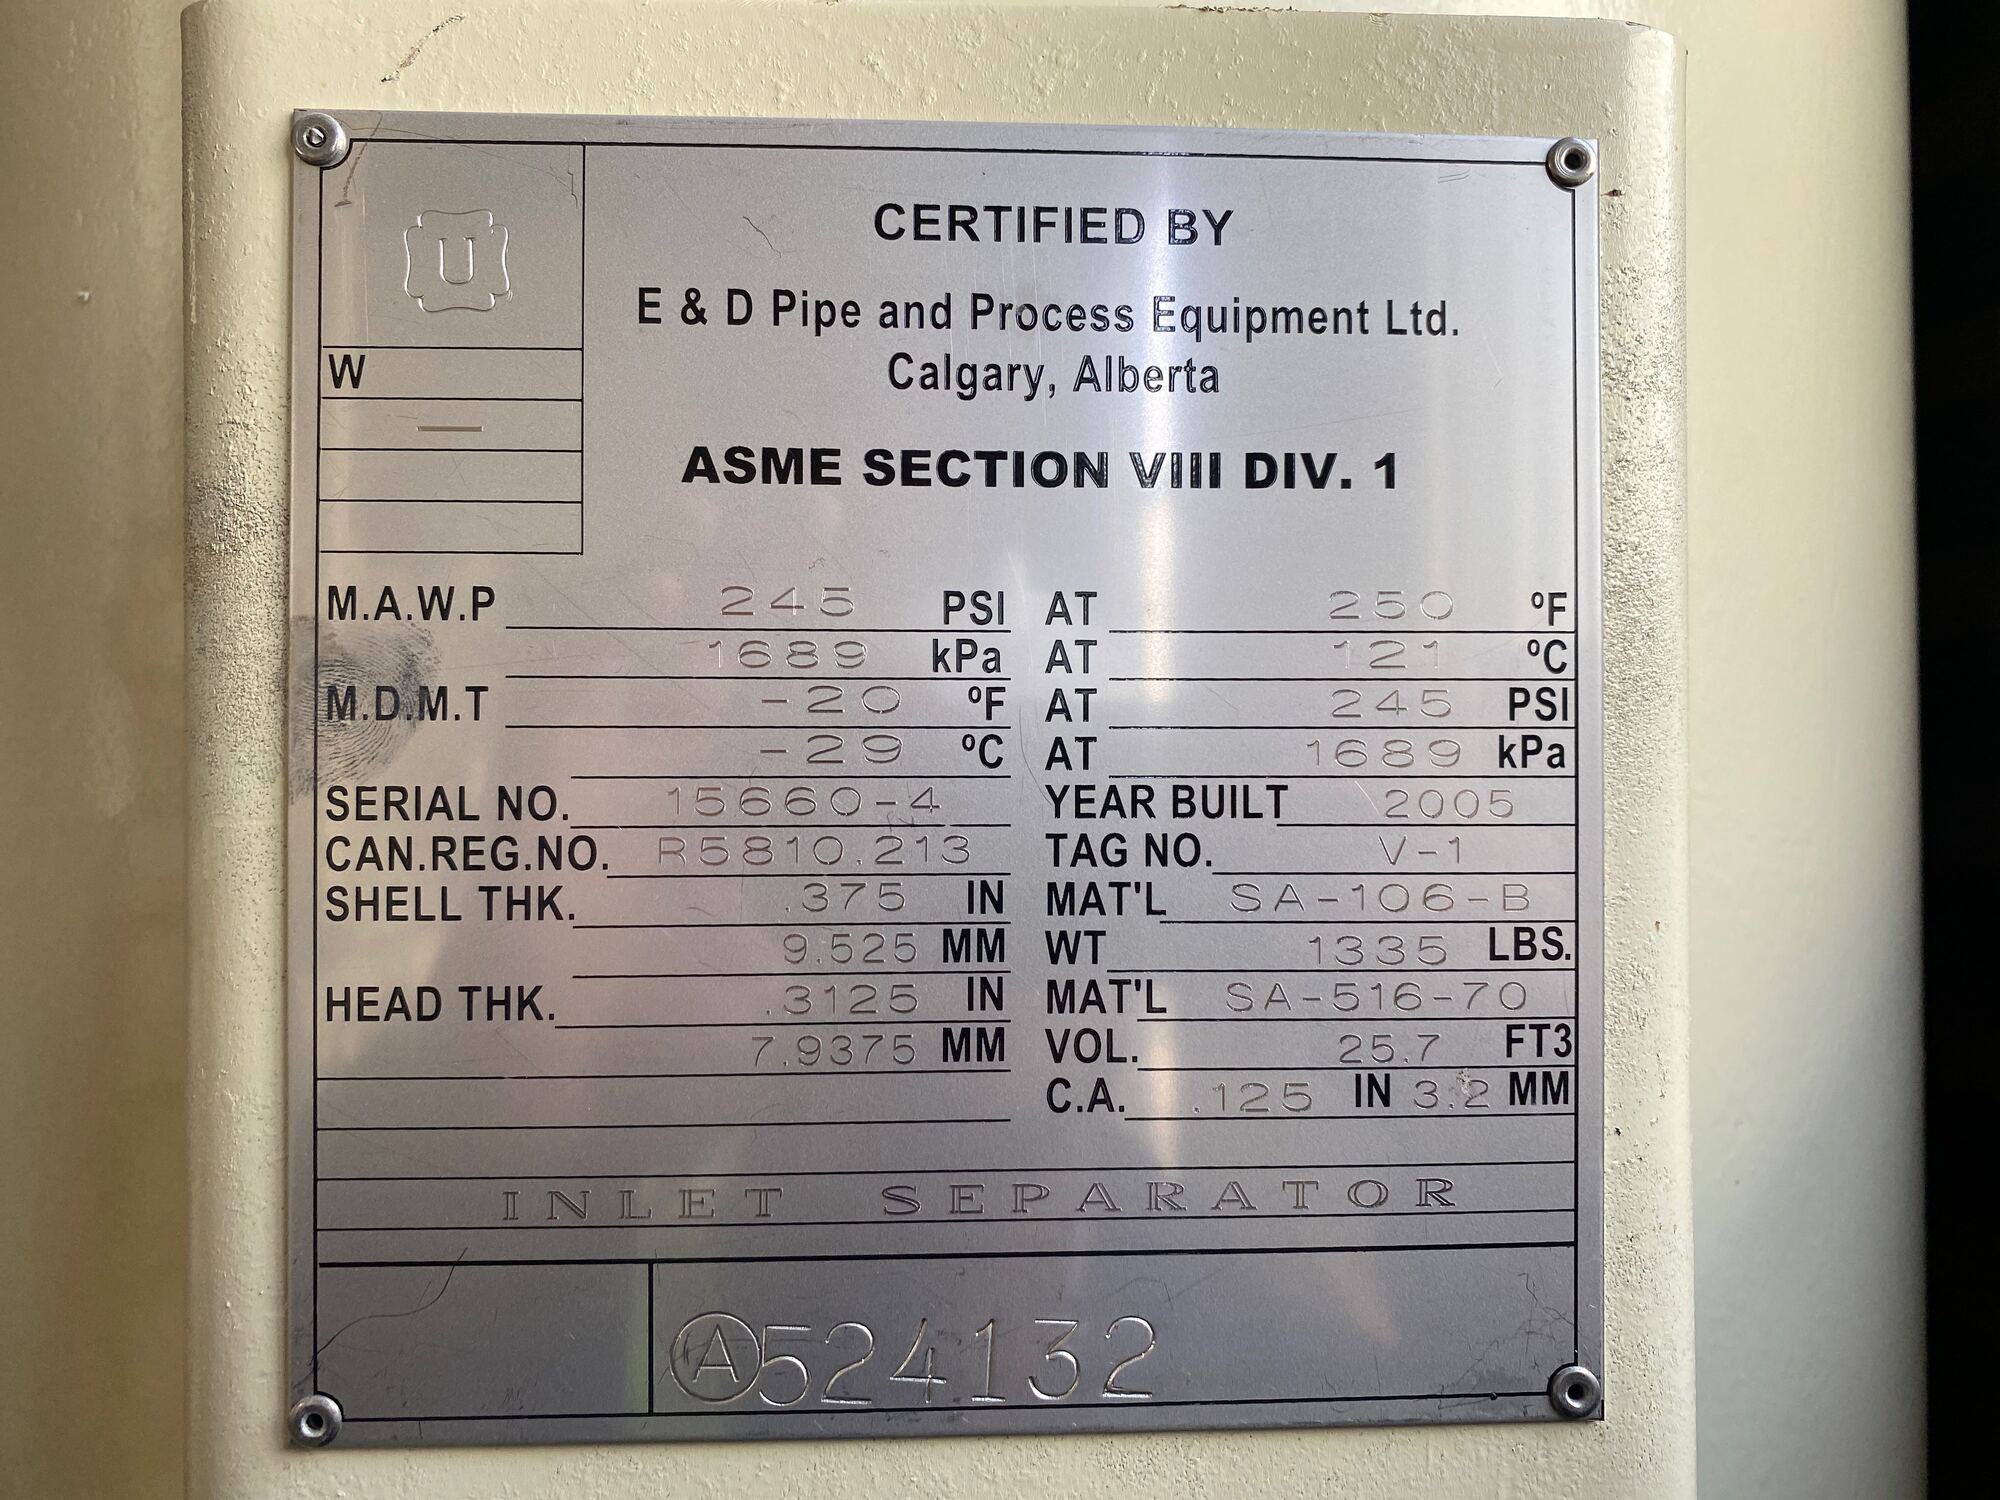 U
CERTIFIED BY
E & D Pipe and Process Equipment Ltd.
Calgary, Alberta
W
—
ASME SECTION VIII DIV. 1
M.A.W.P 245 PSI AT 250 ºF
1689 kPa AT 121 ºC
M.D.M.T -20 ºF AT 245 PSI
-29 ºC AT 1689 kPa
SERIAL NO. 15660-4 YEAR BUILT 2005
CAN.REG.NO. R5810.213 TAG NO. V-1
SHELL THK. .375 IN MAT'L SA-106-B
9.525 MM WT 1335 LBS.
HEAD THK. .3125 IN MAT'L SA-516-70
7.9375 MM VOL. 25.7 FT3
C.A. .125 IN 3.2 MM
INLET SEPARATOR
A524132